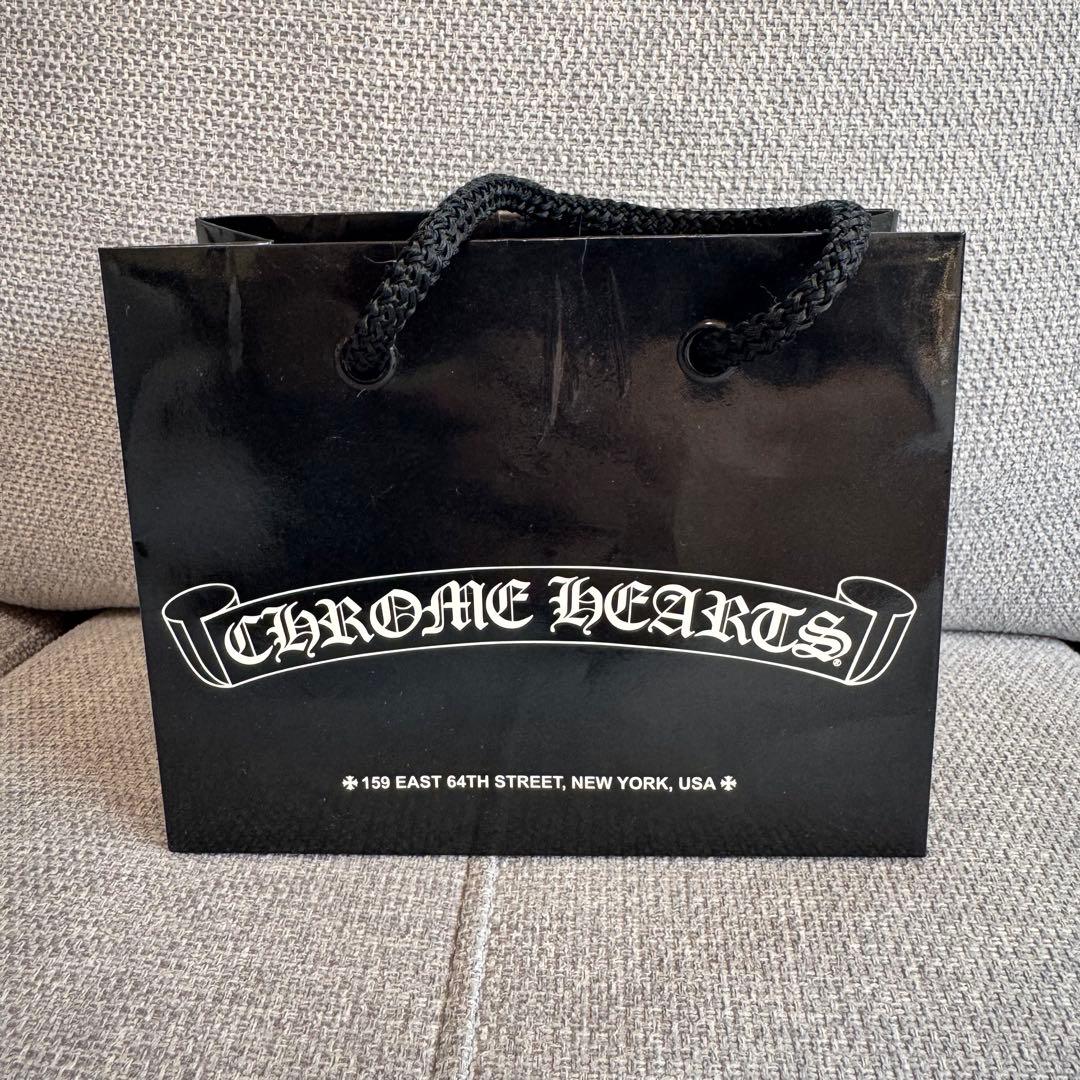 CHROME HEARTS®
✠ 159 EAST 64TH STREET, NEW YORK, USA ✠